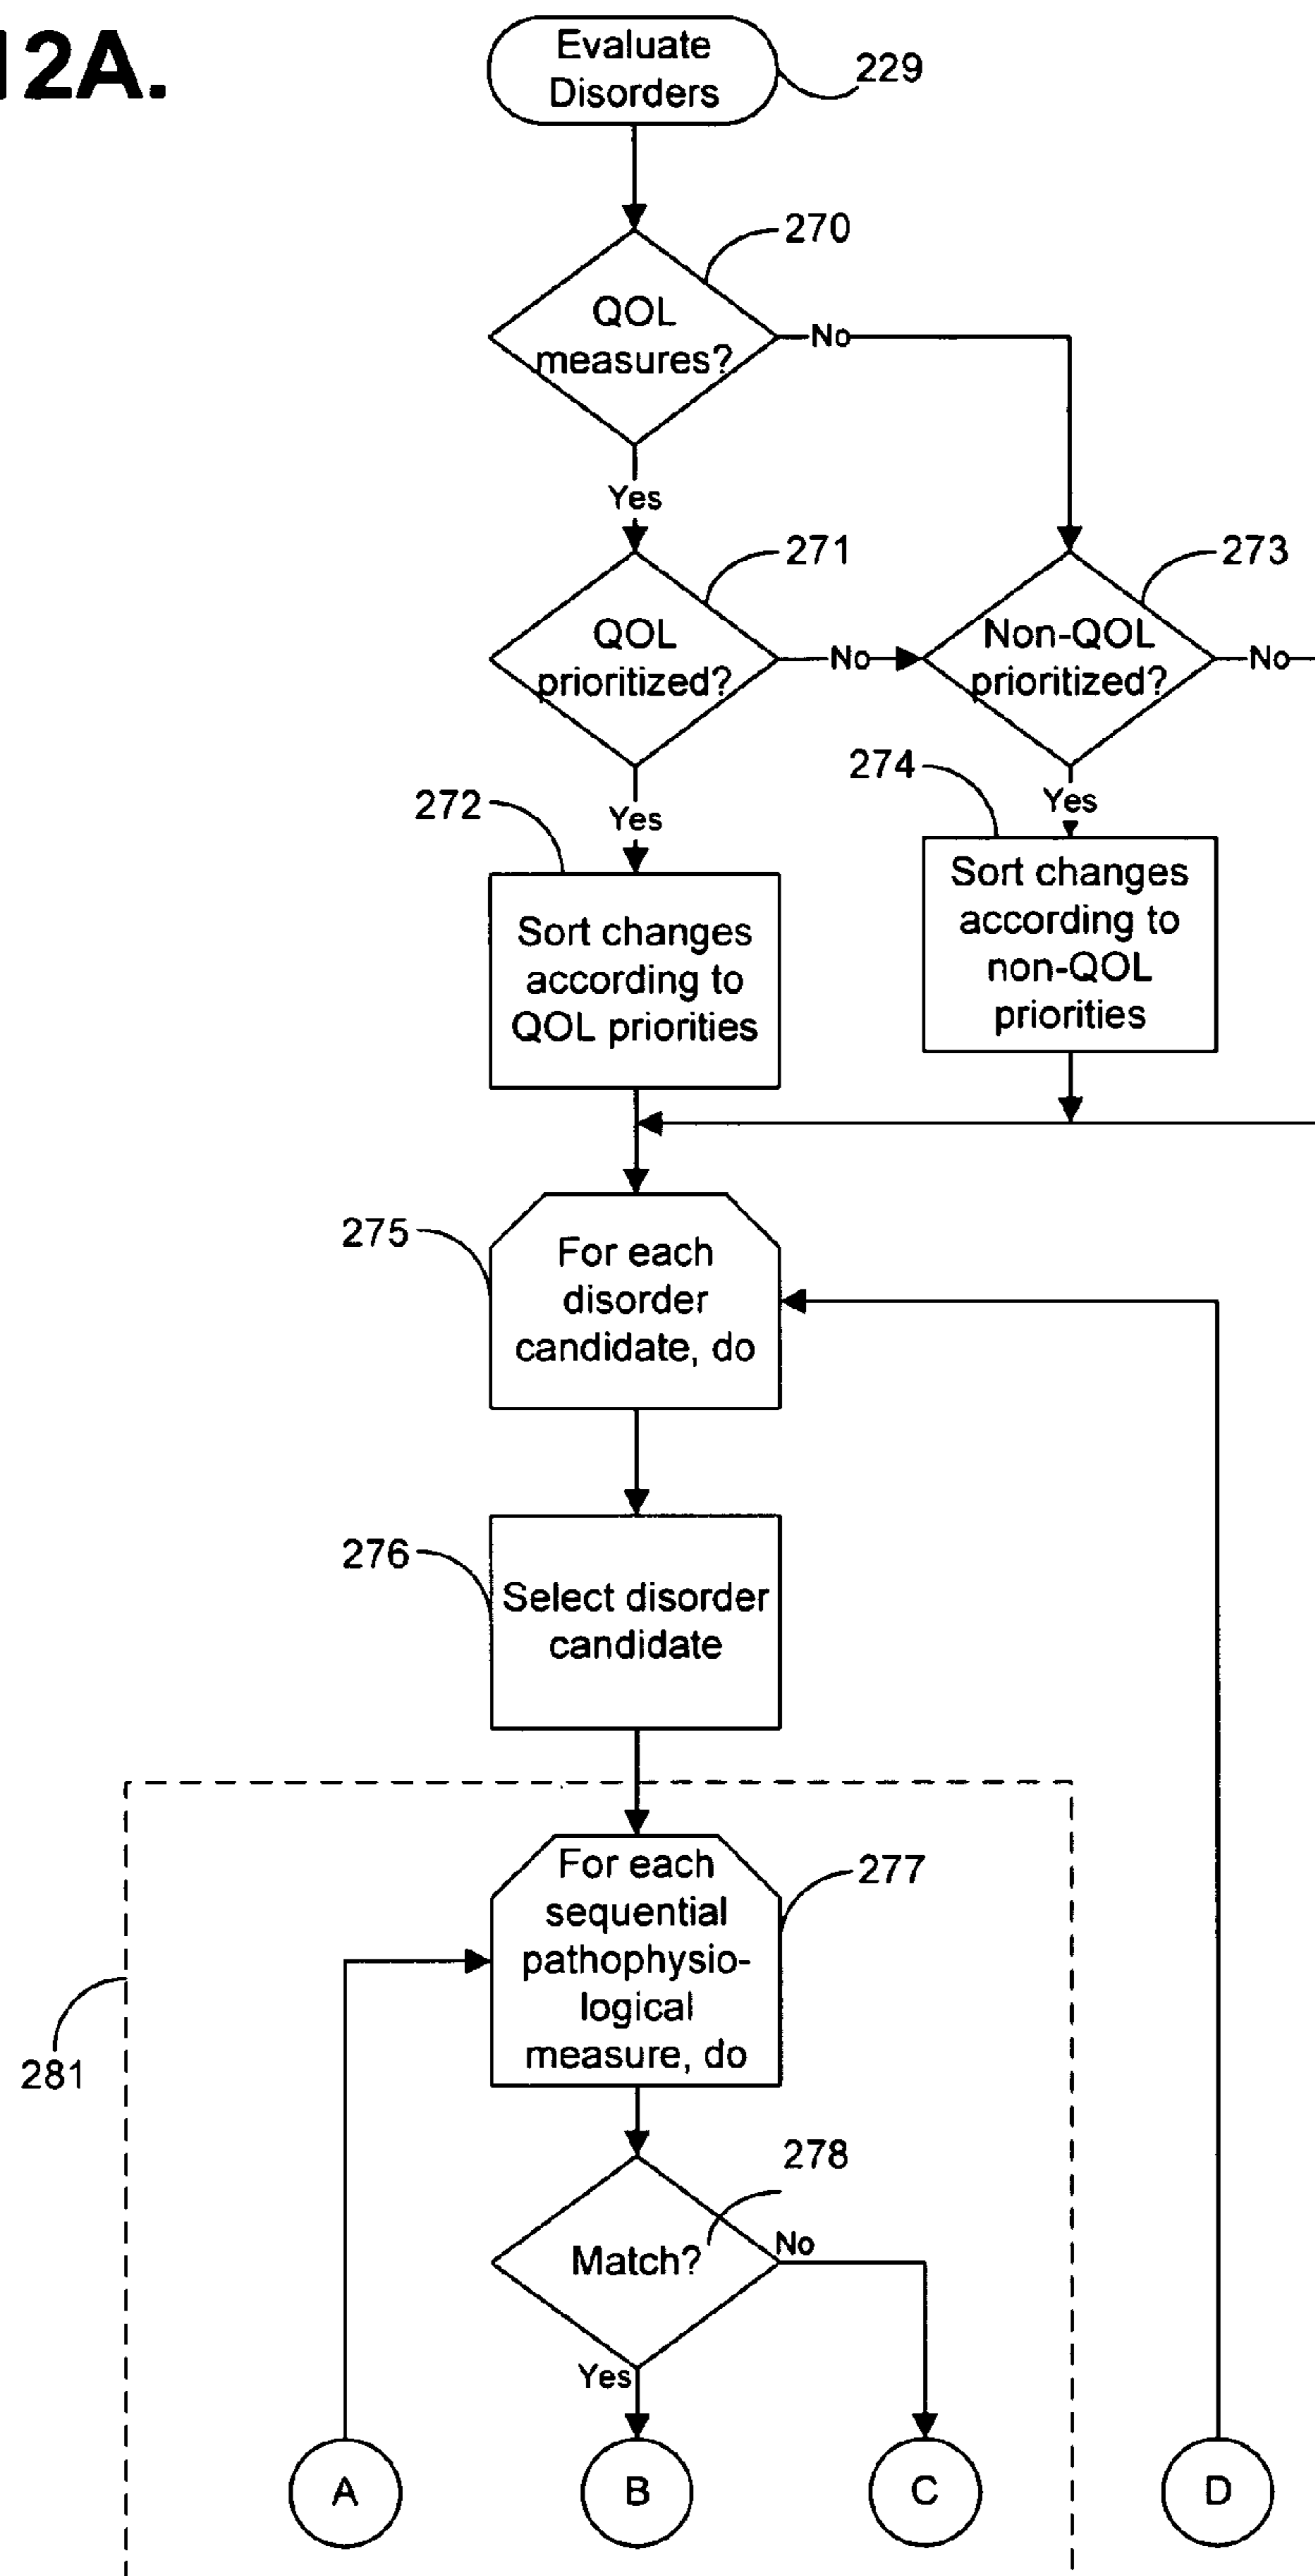 12A.
Evaluate
Disorders
229
270
QOL
measures?
No
Yes
271
273
QOL
prioritized?
No
Non-QOL
prioritized?
No
274
272
Yes
Yes
Sort changes
according to
QOL priorities
Sort changes
according to
non-QOL
priorities
275
For each
disorder
candidate, do
276
Select disorder
candidate
For each
sequential
pathophysio-
logical
measure, do
277
281
278
Match?
No
Yes
A
B
C
D